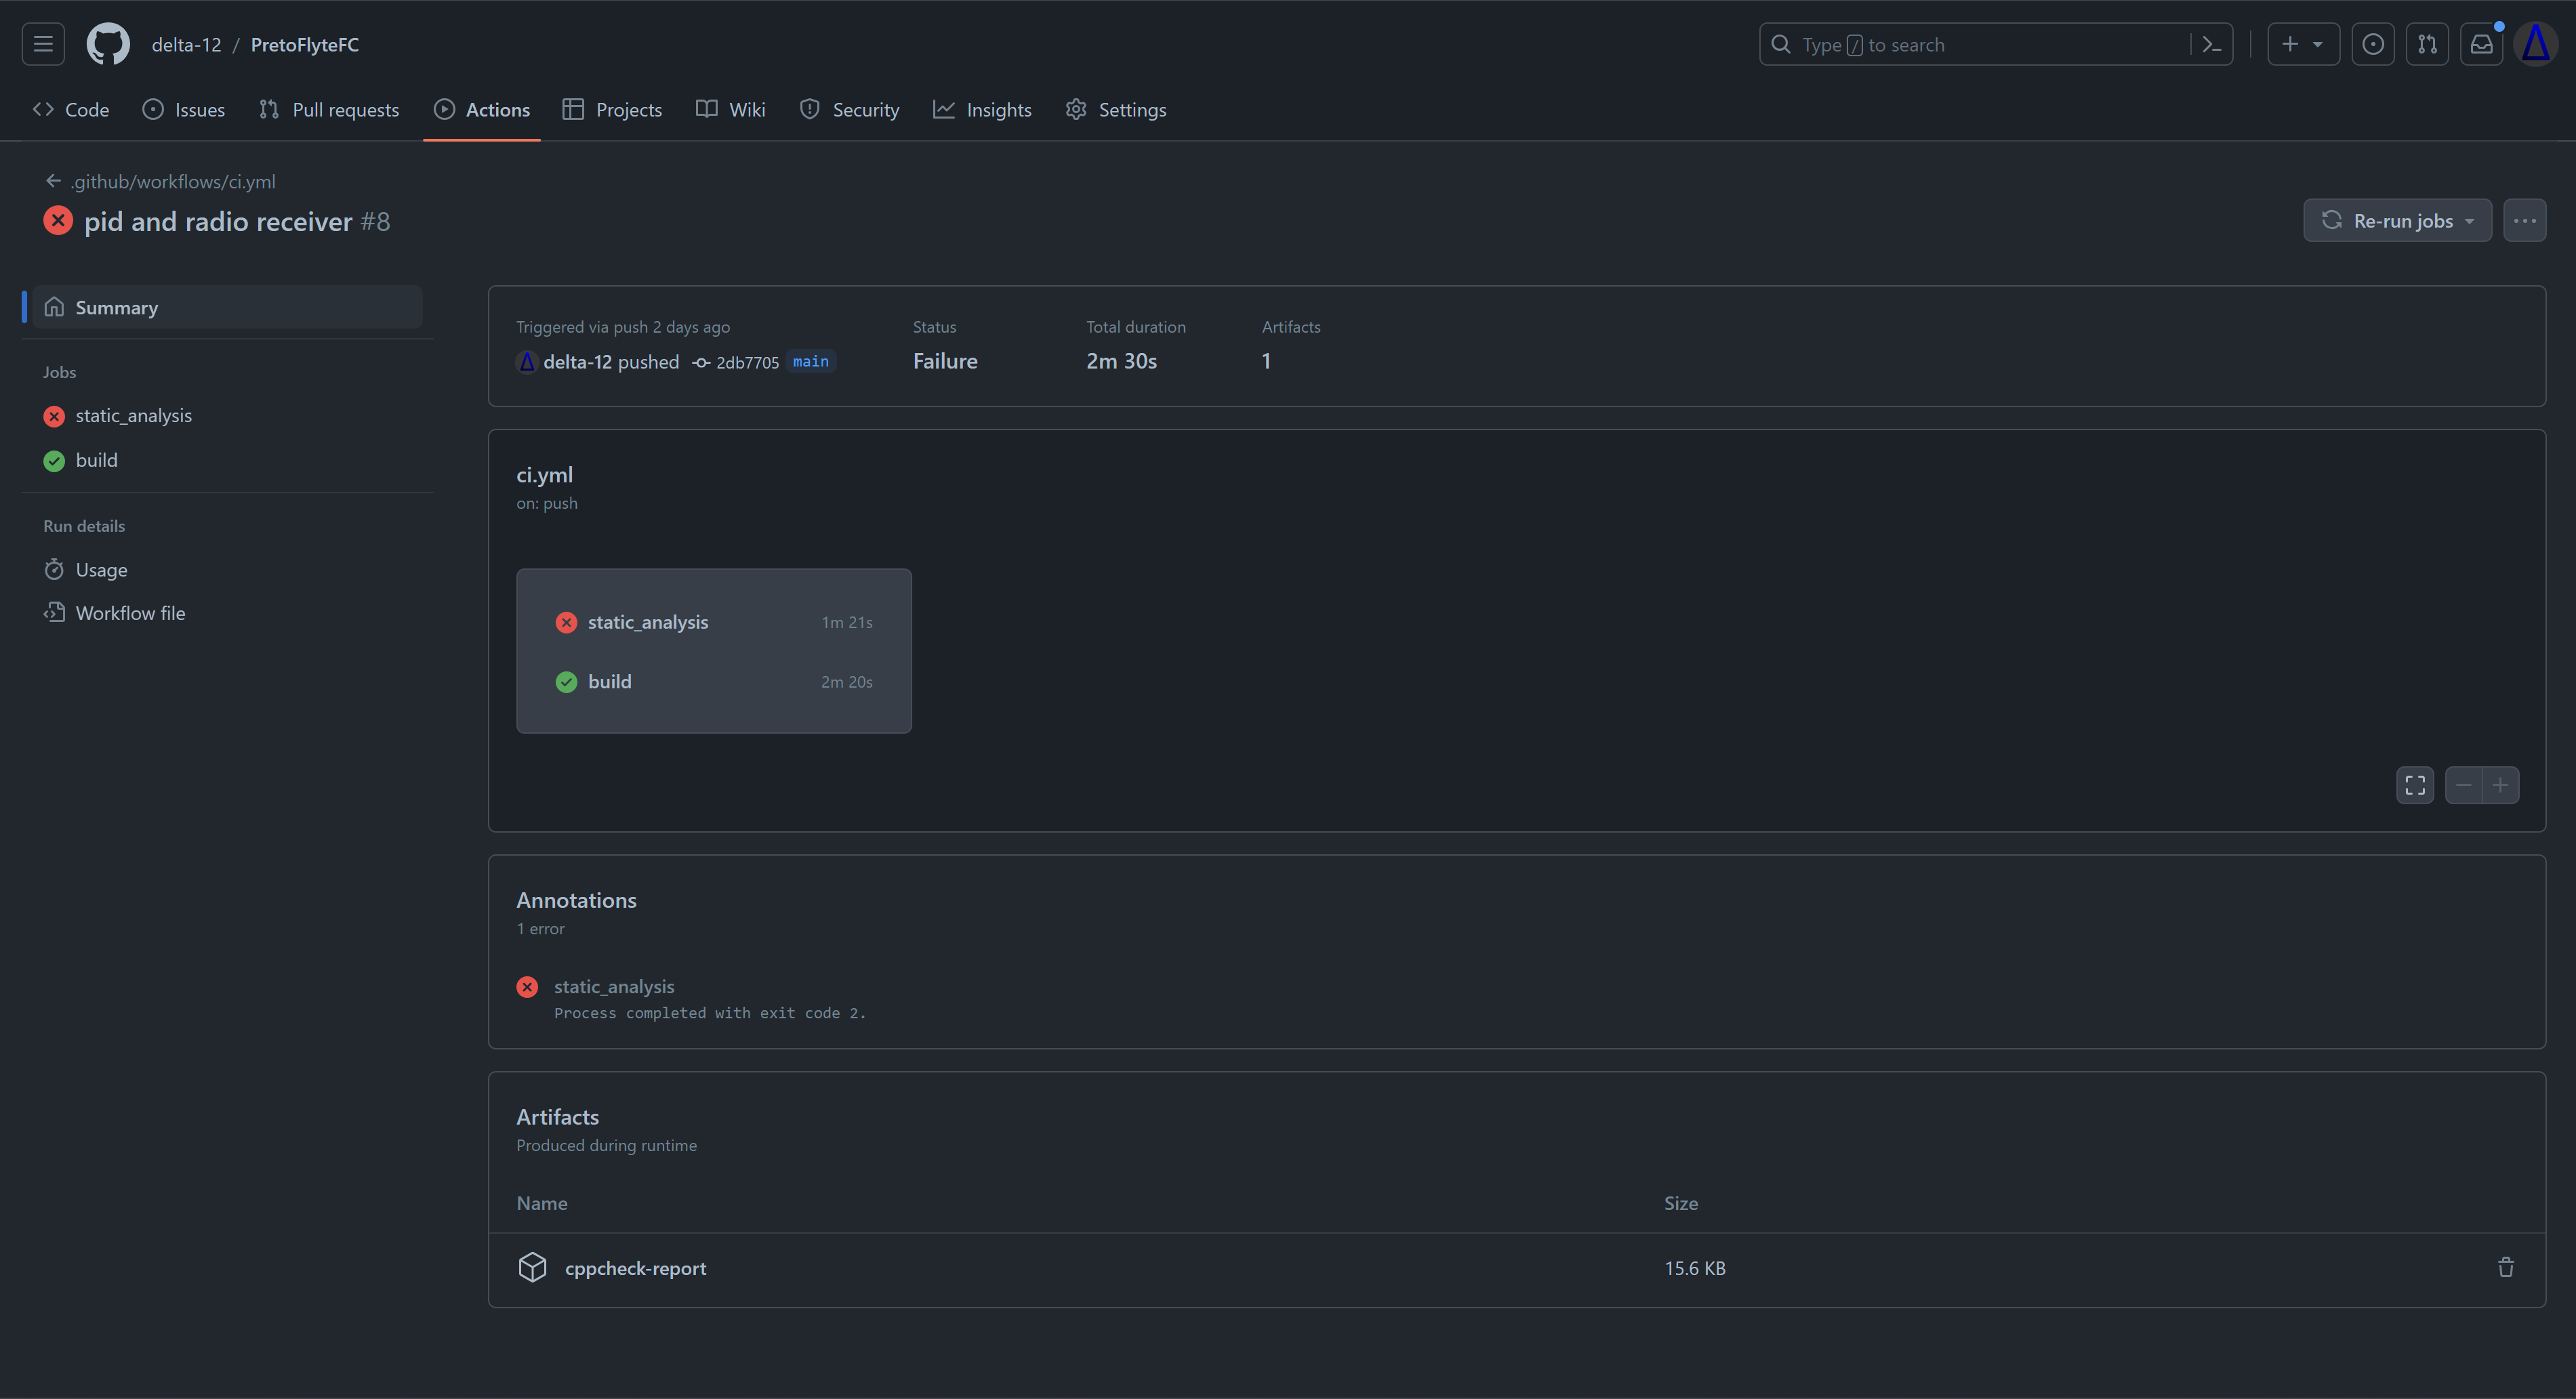 delta-12 / PretoFlyteFC
Type / to search
Code Issues Pull requests Actions Projects Wiki Security Insights Settings
.github/workflows/ci.yml
pid and radio receiver #8
Re-run jobs
Summary
Jobs
static_analysis
build
Run details
Usage
Workflow file
Triggered via push 2 days ago Status Total duration Artifacts
delta-12 pushed 2db7705 main Failure 2m 30s 1
ci.yml
on: push
static_analysis 1m 21s
build 2m 20s
Annotations
1 error
static_analysis
Process completed with exit code 2.
Artifacts
Produced during runtime
Name Size
cppcheck-report 15.6 KB